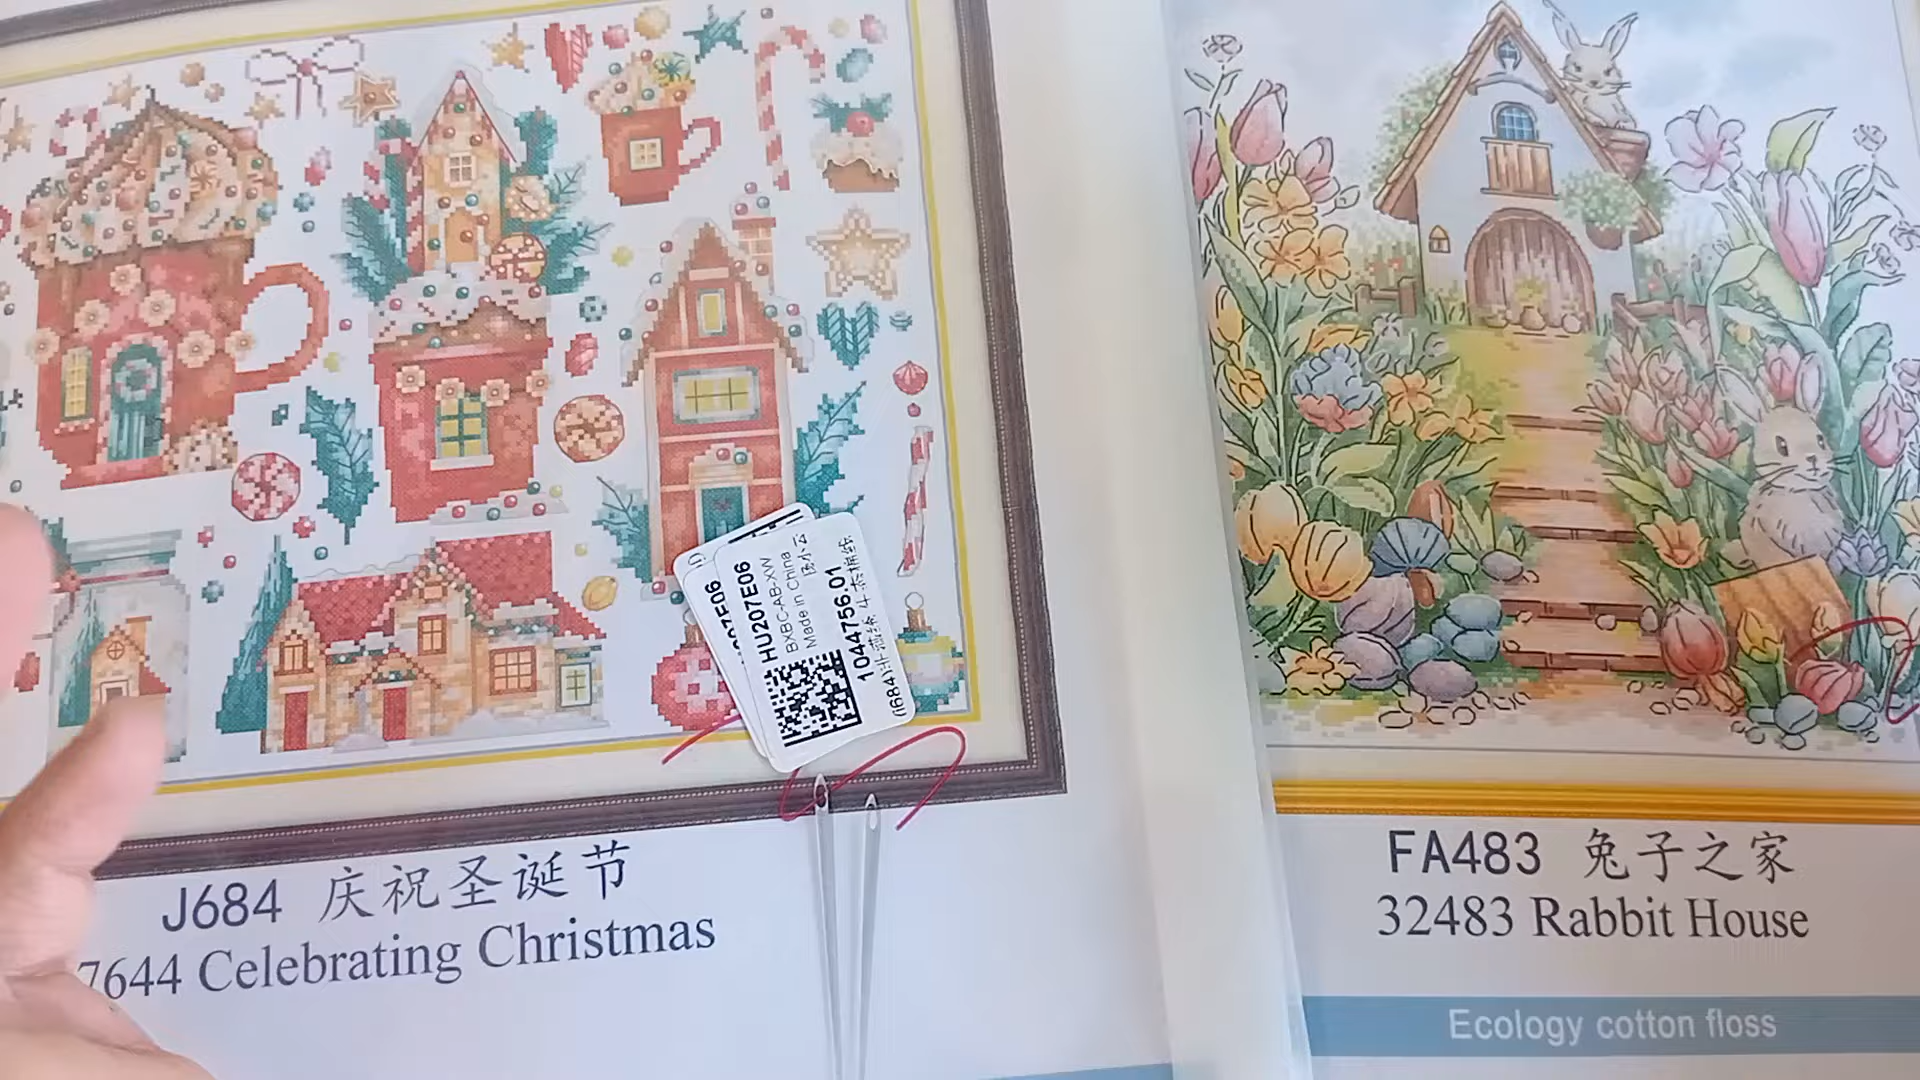 HU207E06
BXBC-AB-XW
Made in China
1044756.01
J684 庆祝圣诞节
7644 Celebrating Christmas
FA483 兔子之家
32483 Rabbit House
Ecology cotton floss